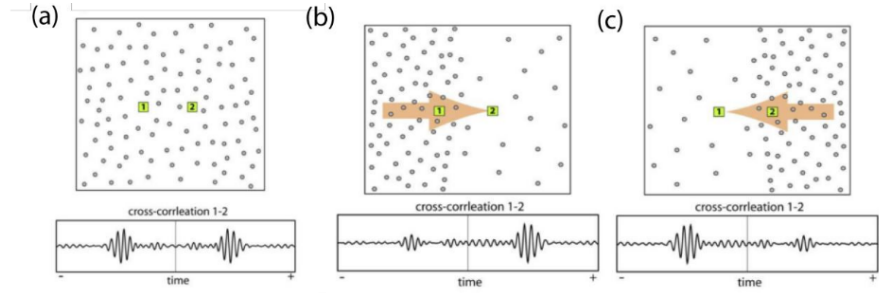 (a)
1 2
cross-corrleation 1-2
- time +
(b)
1 2
cross-corrleation 1-2
- time +
(c)
1 2
cross-corrleation 1-2
- time +